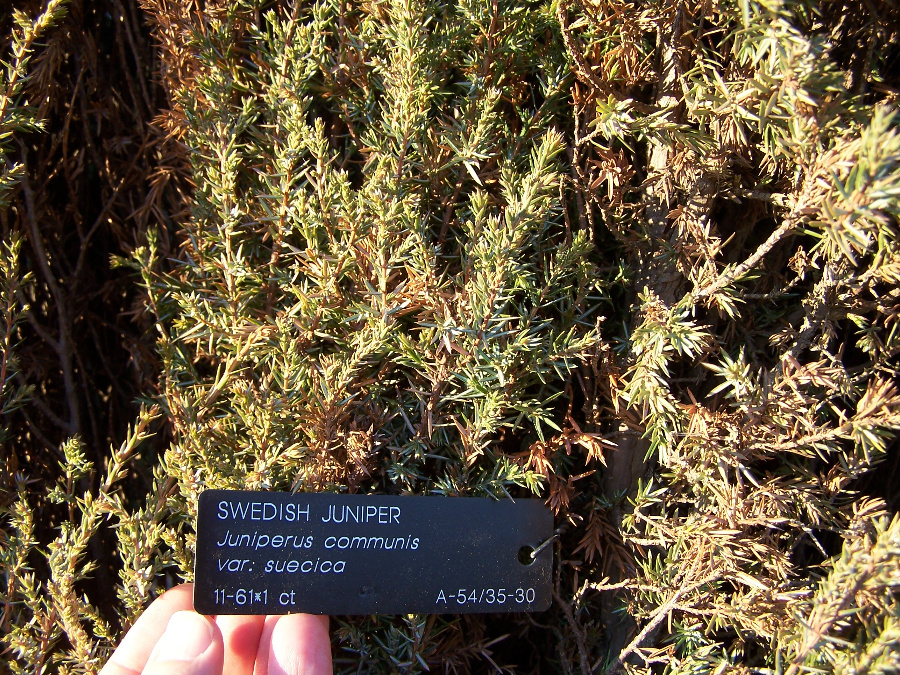 SWEDISH JUNIPER
Juniperus communis
var. suecica
11-61*1 ct A-54/35-30